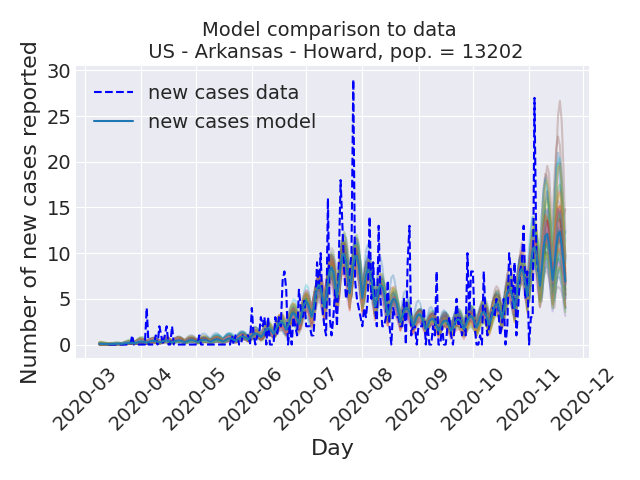 Model comparison to data
US - Arkansas - Howard, pop. = 13202
Number of new cases reported
30
25
20
15
10
5
0
new cases data
new cases model
2020-03
2020-04
2020-05
2020-06
2020-07
2020-08
2020-09
2020-10
2020-11
2020-12
Day